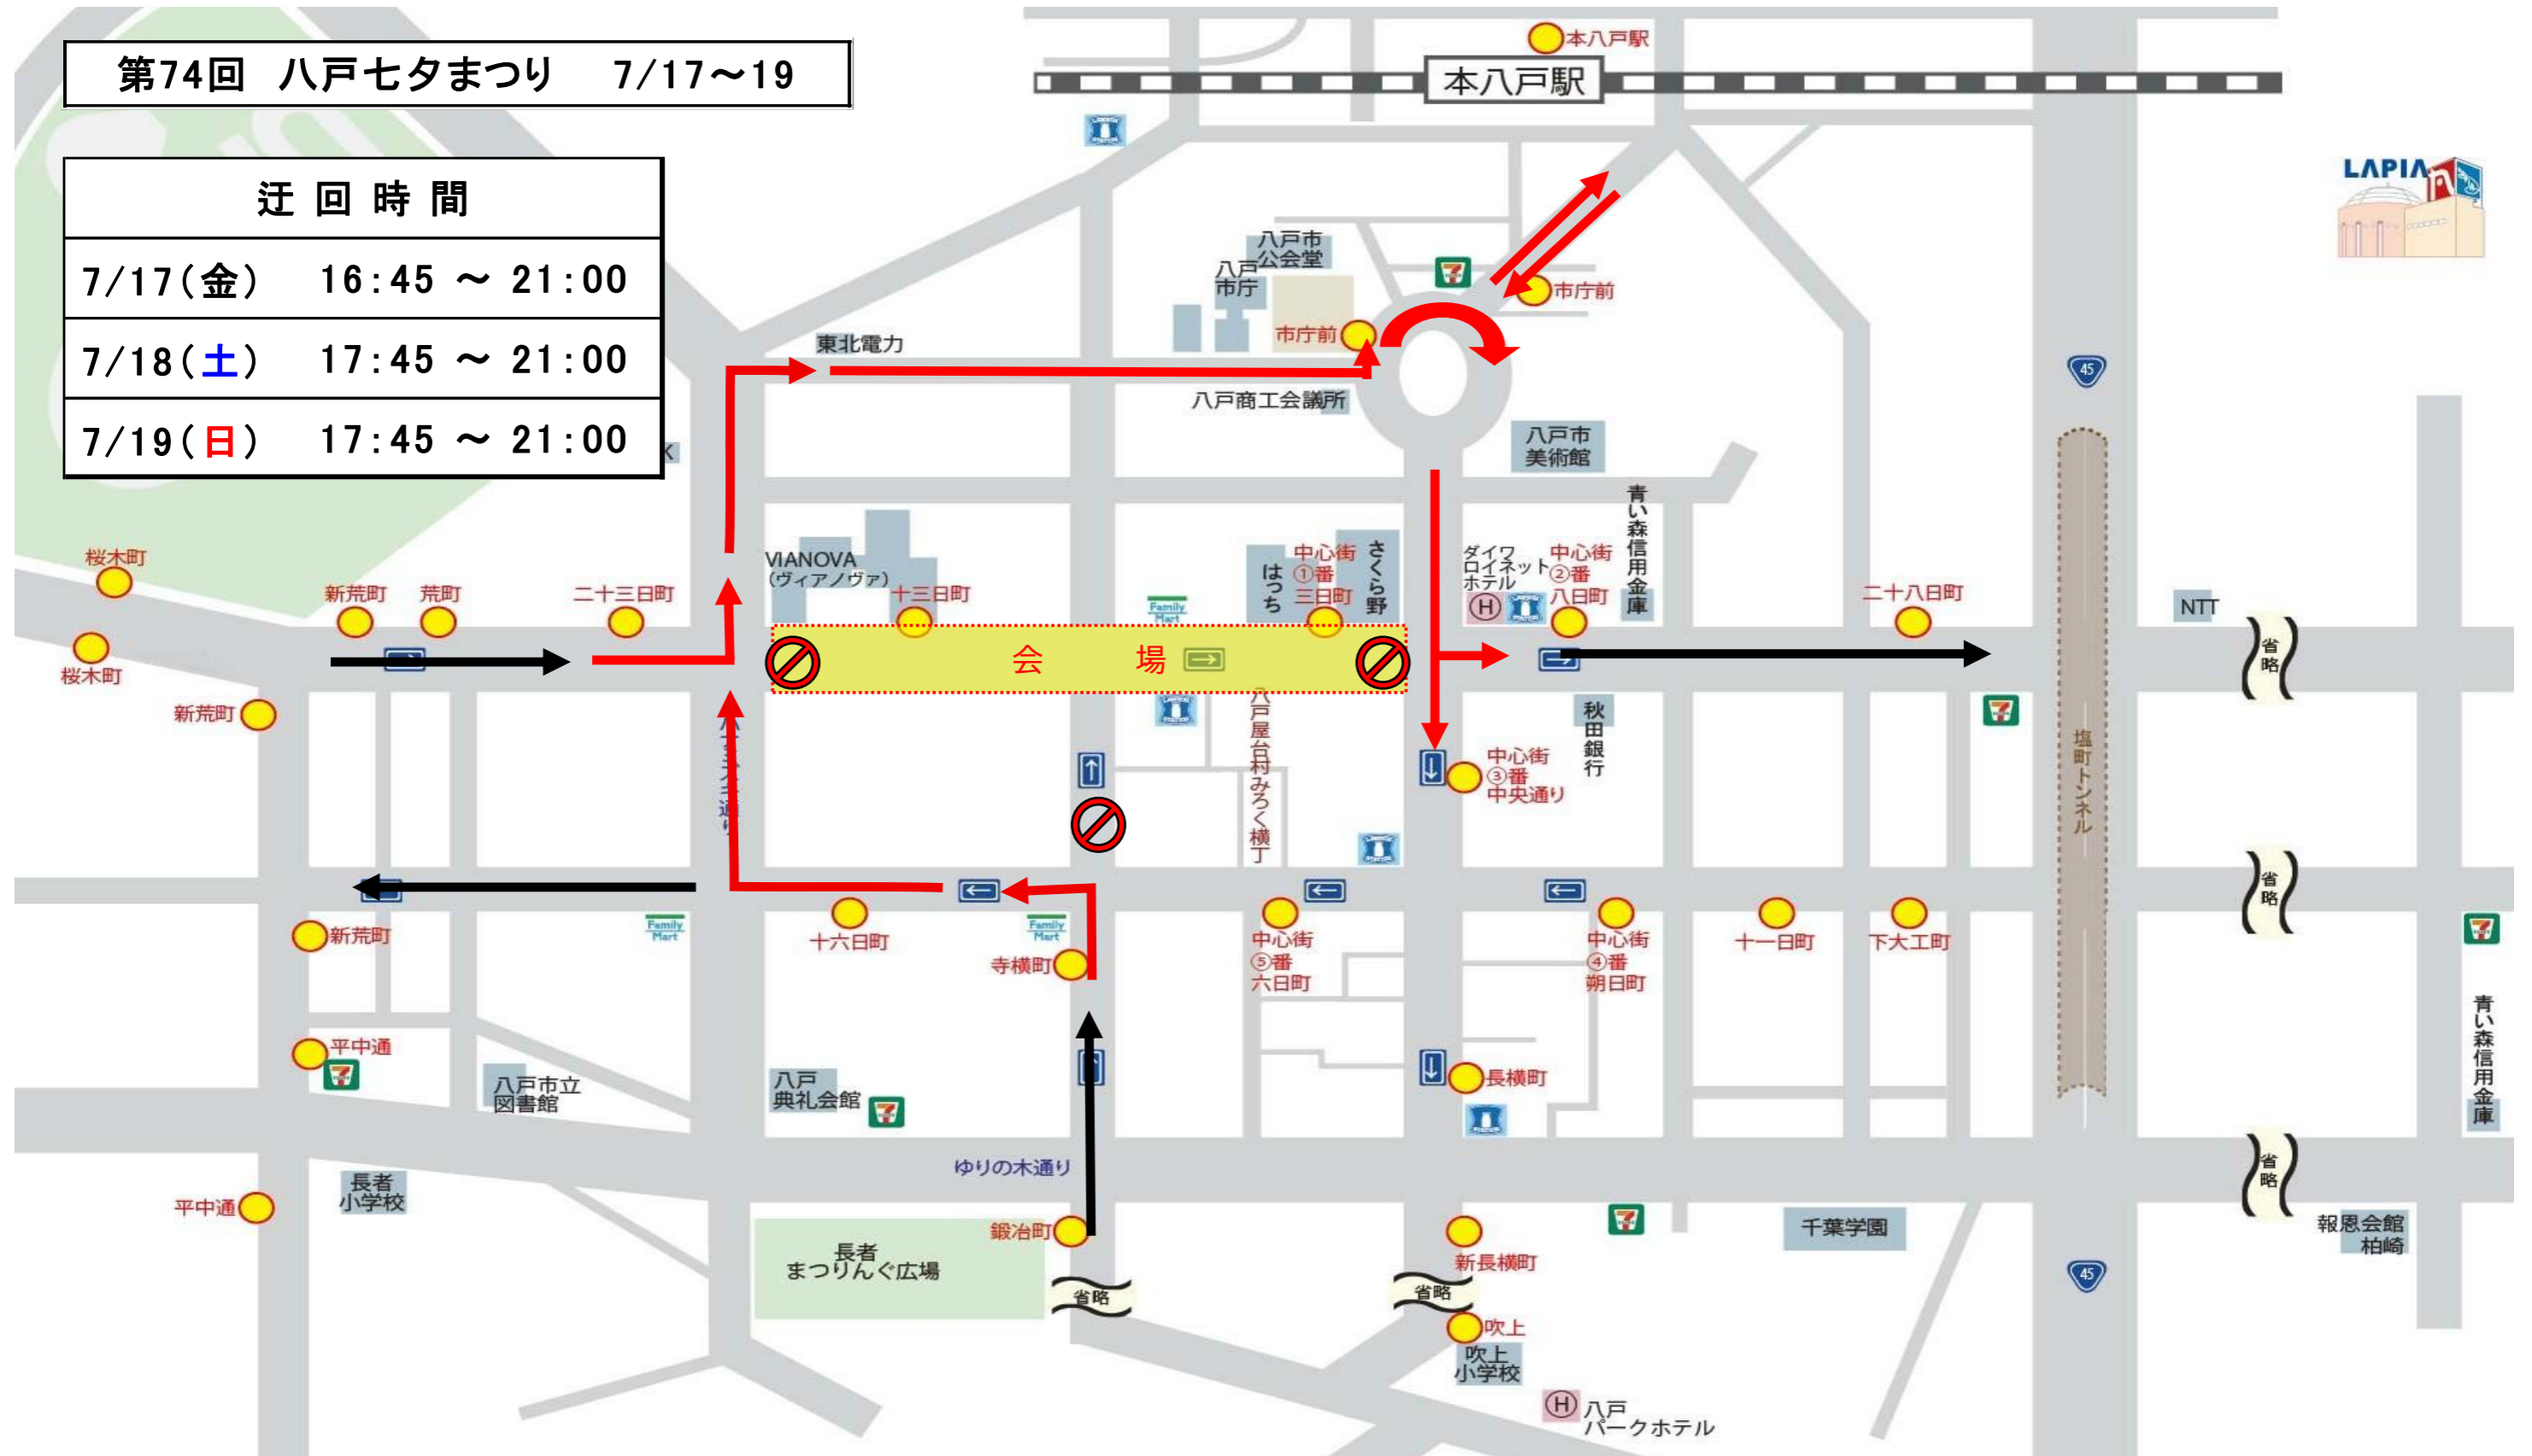 第74回 八戸七夕まつり 7/17～19
迂回時間
7/17(金) 16:45 ～ 21:00
7/18(土) 17:45 ～ 21:00
7/19(日) 17:45 ～ 21:00
本八戸駅
本八戸駅
LAPIA
八戸市
公会堂
八戸
市庁
市庁前
市庁前
東北電力
八戸商工会議所
45
八戸市
美術館
K
青い森信用金庫
VIANOVA
(ヴィアノヴァ)
十三日町
Family
Mart
はっち
中心街
①番
三日町
さくら野
ダイワ
ロイネット
ホテル
H
中心街
②番
八日町
二十八日町
NTT
省略
桜木町
桜木町
新荒町
荒町
二十三日町
新荒町
会場
八戸屋台村みろく横丁
秋田銀行
中心街
③番
中央通り
塩町トンネル
新荒町
Family
Mart
十六日町
Family
Mart
寺横町
中心街
⑤番
六日町
中心街
④番
朔日町
十一日町
下大工町
省略
青い森信用金庫
平中通
八戸市立
図書館
八戸
典礼会館
長横町
ゆりの木通り
省略
長者
小学校
平中通
鍛冶町
長者
まつりんぐ広場
省略
新長横町
省略
吹上
吹上
小学校
千葉学園
45
報恩会館
柏崎
H
八戸
パークホテル